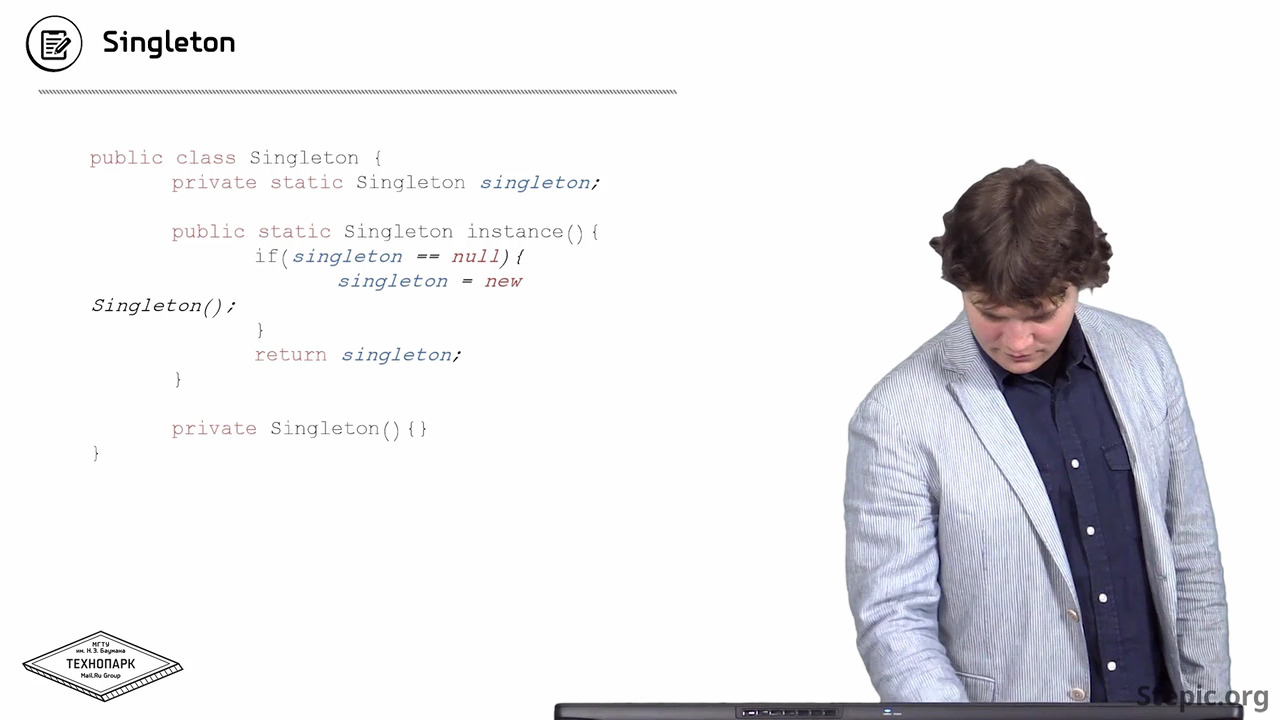 Singleton
public class Singleton {
private static Singleton singleton;
public static Singleton instance(){
if(singleton == null){
singleton = new
Singleton();
}
return singleton;
}
private Singleton(){}
}
МГТУ
им. Н.Э. Баумана
ТЕХНОПАРК
Mail.Ru Group
Stepic.org